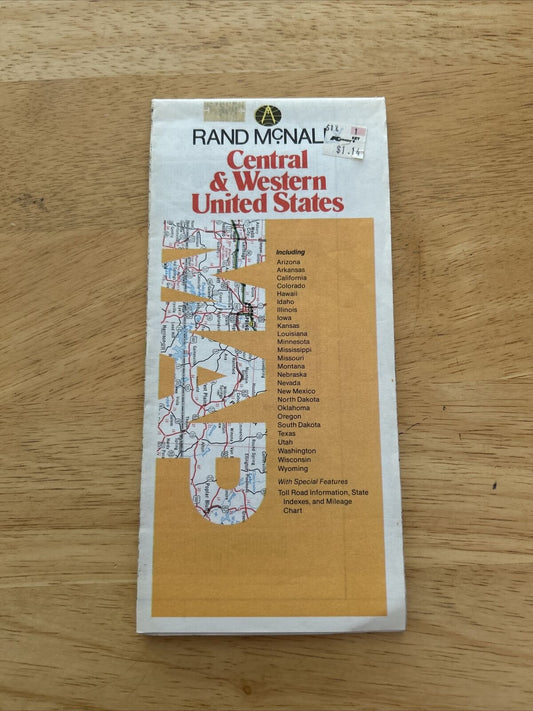 RAND McNALL
$1.14
Central
& Western
United States
MAP
Including
Arizona
Arkansas
California
Colorado
Hawaii
Idaho
Illinois
Iowa
Kansas
Louisiana
Minnesota
Mississippi
Missouri
Montana
Nebraska
Nevada
New Mexico
North Dakota
Oklahoma
Oregon
South Dakota
Texas
Utah
Washington
Wisconsin
Wyoming
With Special Features
Toll Road Information, State
Indexes, and Mileage
Chart